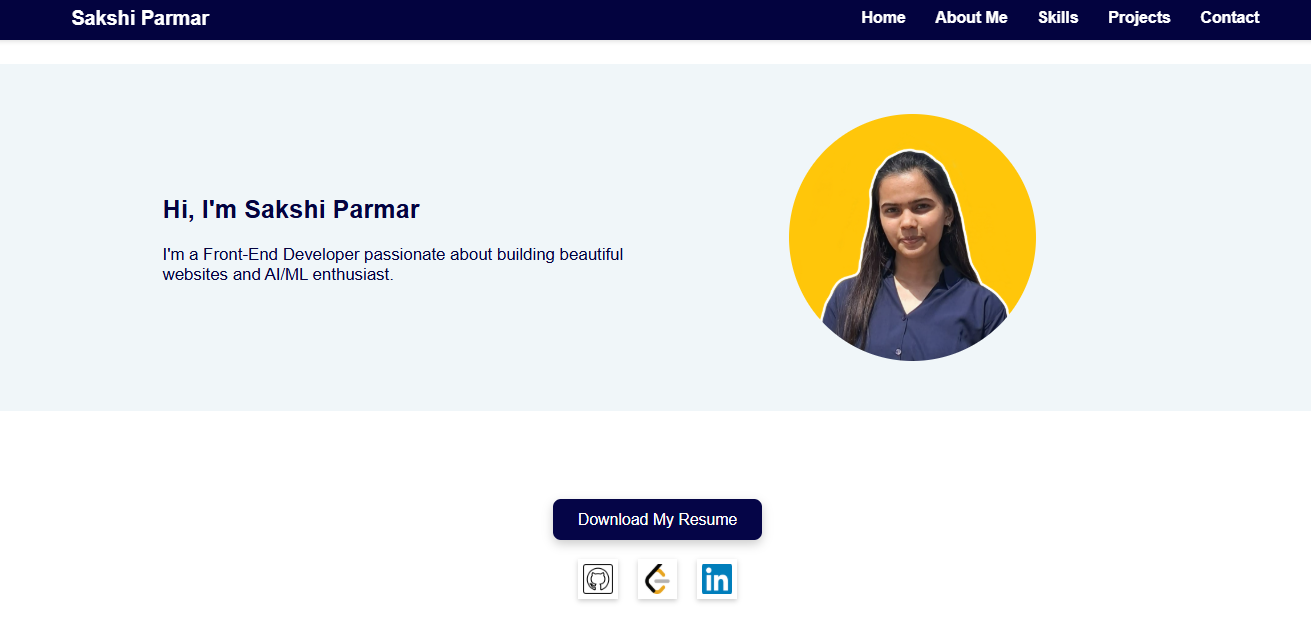 Sakshi Parmar
Home About Me Skills Projects Contact
Hi, I'm Sakshi Parmar
I'm a Front-End Developer passionate about building beautiful
websites and AI/ML enthusiast.
Download My Resume
in